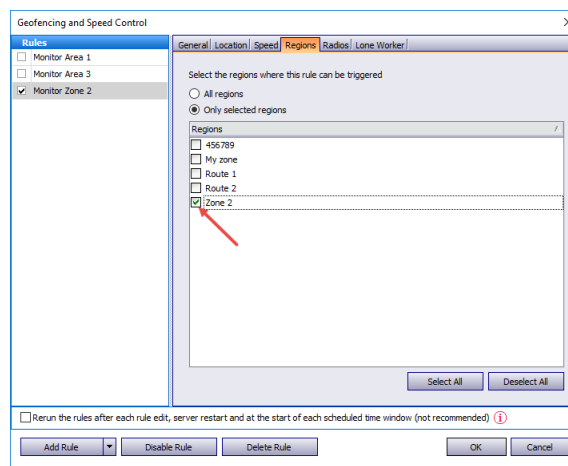 Geofencing and Speed Control
Rules
Monitor Area 1
Monitor Area 3
Monitor Zone 2
General Location Speed Regions Radios Lone Worker
Select the regions where this rule can be triggered
All regions
Only selected regions
Regions
456789
My zone
Route 1
Route 2
Zone 2
Select All Deselect All
Rerun the rules after each rule edit, server restart and at the start of each scheduled time window (not recommended) i
Add Rule Disable Rule Delete Rule OK Cancel